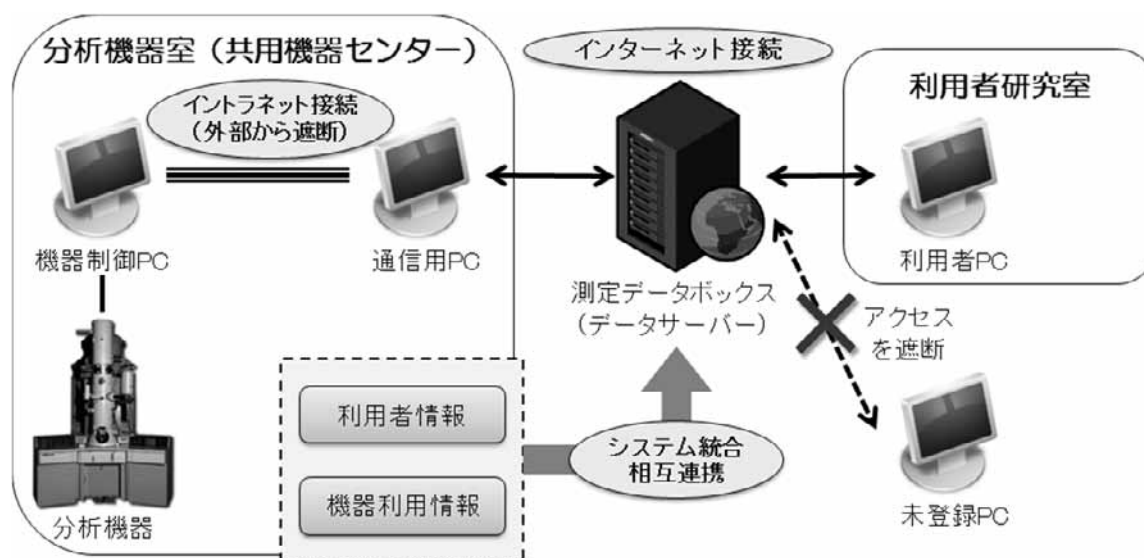 分析機器室（共用機器センター）
イントラネット接続
（外部から遮断）
機器制御PC
通信用PC
分析機器
利用者情報
機器利用情報
インターネット接続
測定データボックス
（データサーバー）
システム統合
相互連携
利用者研究室
利用者PC
アクセス
を遮断
未登録PC